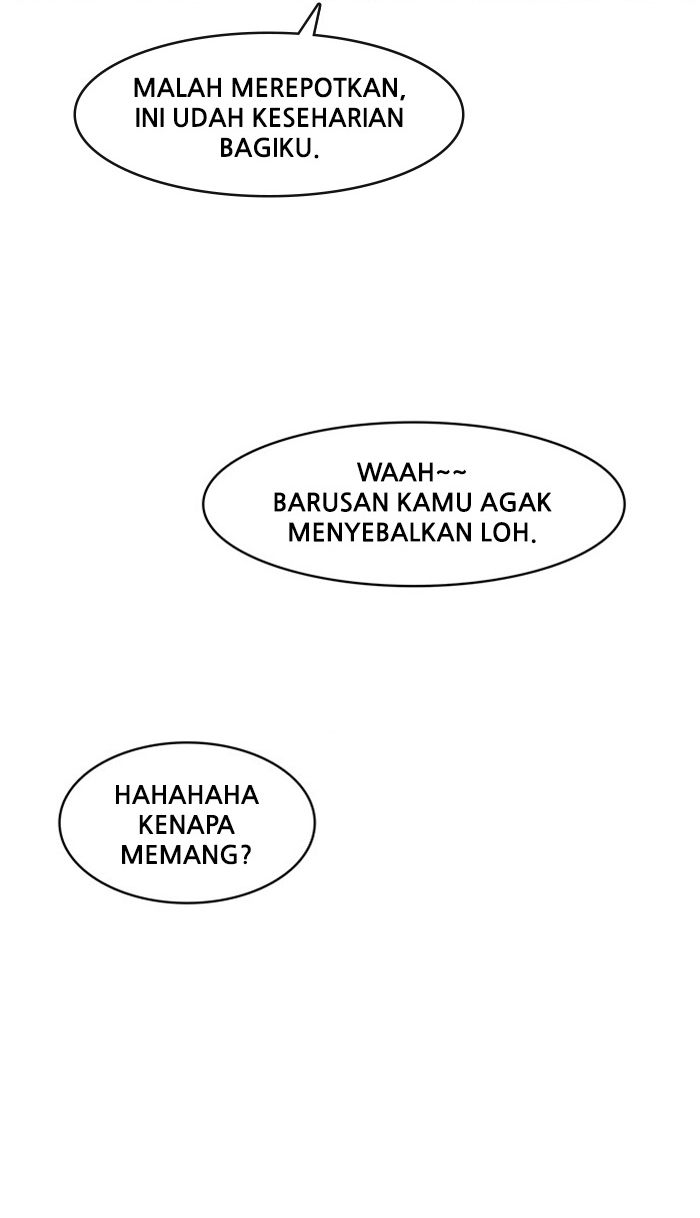 MALAH MEREPOTKAN,
INI UDAH KESEHARIAN
BAGIKU.
WAAH~~
BARUSAN KAMU AGAK
MENYEBALKAN LOH.
HAHAHAHA
KENAPA
MEMANG?